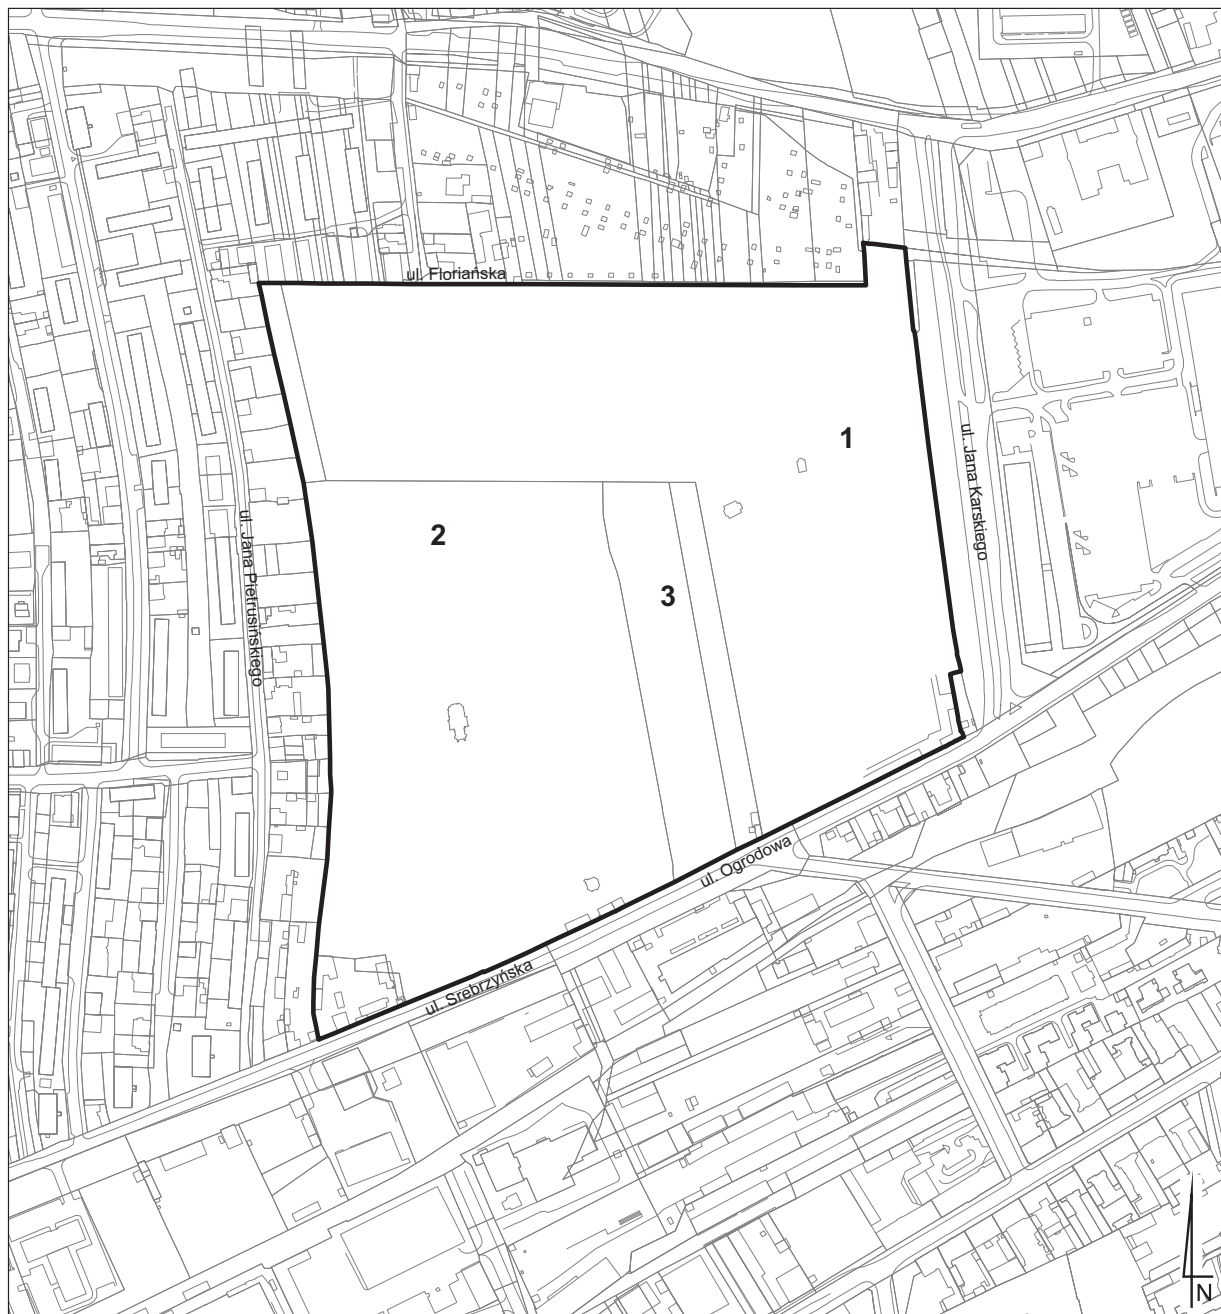 ul. Floriańska
1
ul. Jana Karskiego
2
ul. Jana Pietrusińskiego
3
ul. Ogrodowa
ul. Srebrzyńska
N